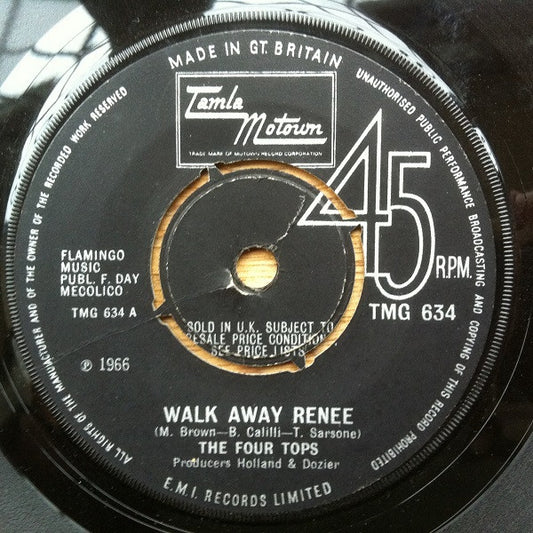 MADE IN GT. BRITAIN
UNAUTHORISED PUBLIC PERFORMANCE BROADCASTING AND COPYING OF THIS RECORD PROHIBITED
ALL RIGHTS OF THE MANUFACTURER AND OF THE OWNER OF THE RECORDED WORK RESERVED
Tamla
Motown
TRADE MARK OF MOTOWN RECORD CORPORATION
45
R.P.M.
TMG 634
FLAMINGO
MUSIC
PUBL. F. DAY
MECOLICO
TMG 634 A
℗ 1966
SOLD IN U.K. SUBJECT TO
RESALE PRICE CONDITIONS
SEE PRICE LISTS
WALK AWAY RENEE
(M. Brown—B. Calilli—T. Sarsone)
THE FOUR TOPS
Producers Holland & Dozier
E.M.I. RECORDS LIMITED